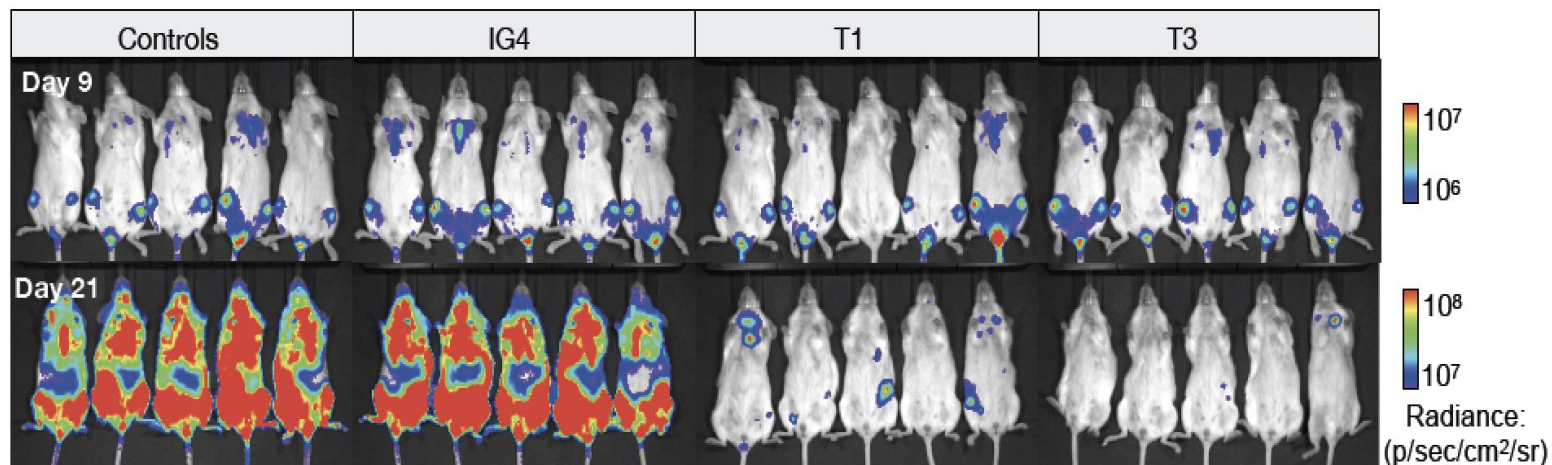 Controls IG4 T1 T3
Day 9
10⁷
10⁶
Day 21
10⁸
10⁷
Radiance:
(p/sec/cm²/sr)